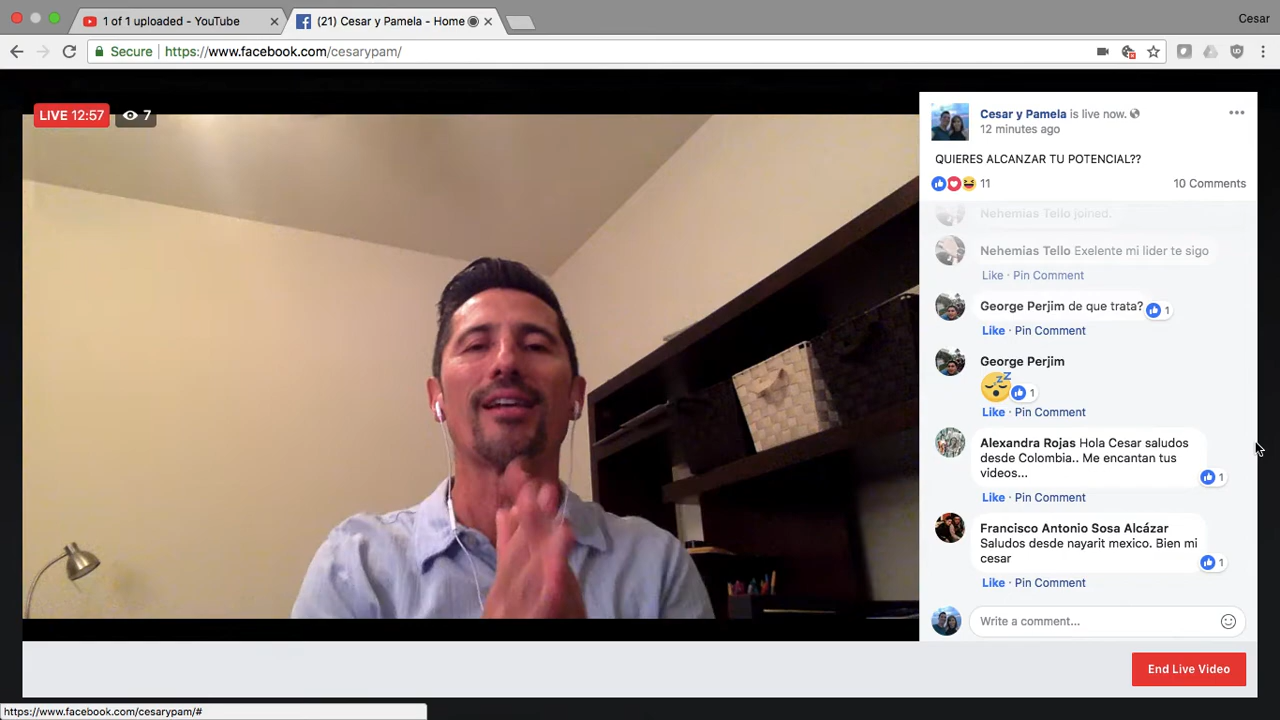 1 of 1 uploaded - YouTube
(21) Cesar y Pamela - Home
Cesar
Secure
https://www.facebook.com/cesarypam/
LIVE 12:57
7
Cesar y Pamela is live now.
12 minutes ago
QUIERES ALCANZAR TU POTENCIAL??
11
10 Comments
Nehemias Tello joined.
Nehemias Tello Exelente mi lider te sigo
Like · Pin Comment
George Perjim de que trata?
1
Like · Pin Comment
George Perjim
1
Like · Pin Comment
Alexandra Rojas Hola Cesar saludos
desde Colombia.. Me encantan tus
videos...
1
Like · Pin Comment
Francisco Antonio Sosa Alcázar
Saludos desde nayarit mexico. Bien mi
cesar
1
Like · Pin Comment
Write a comment...
End Live Video
https://www.facebook.com/cesarypam/#